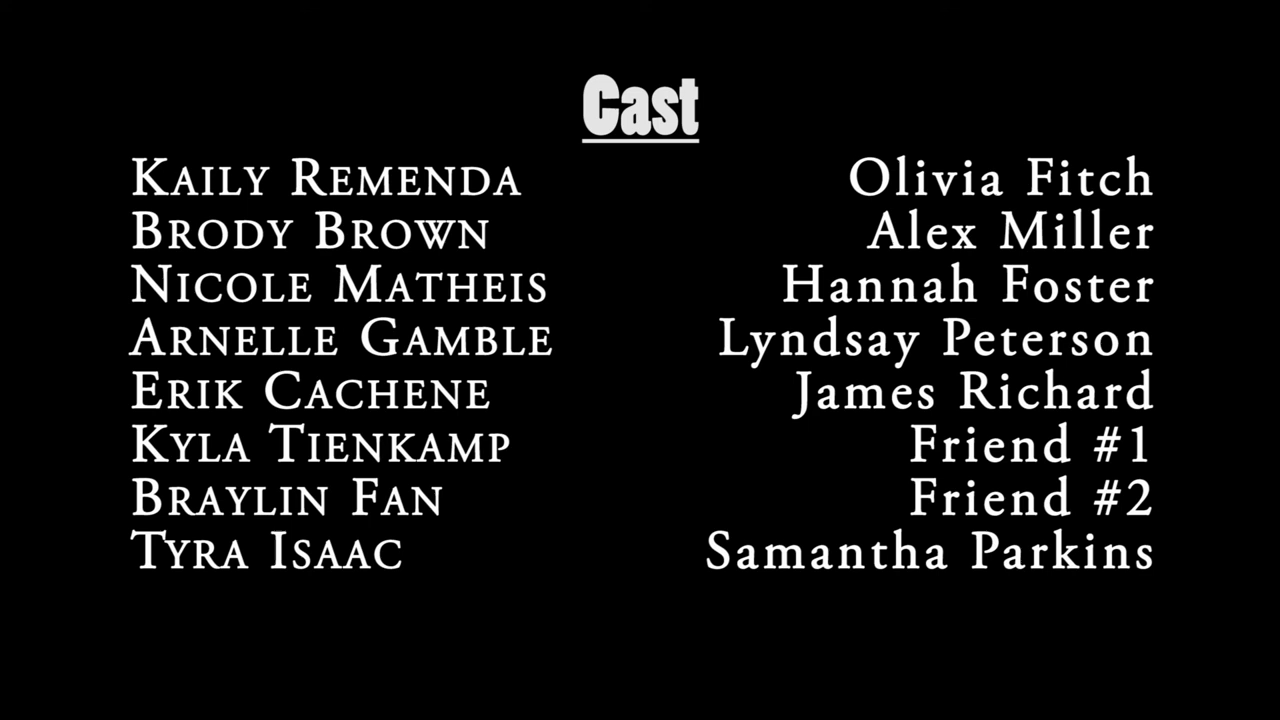 Cast
Kaily Remenda Olivia Fitch
Brody Brown Alex Miller
Nicole Matheis Hannah Foster
Arnelle Gamble Lyndsay Peterson
Erik Cachene James Richard
Kyla Tienkamp Friend #1
Braylin Fan Friend #2
Tyra Isaac Samantha Parkins